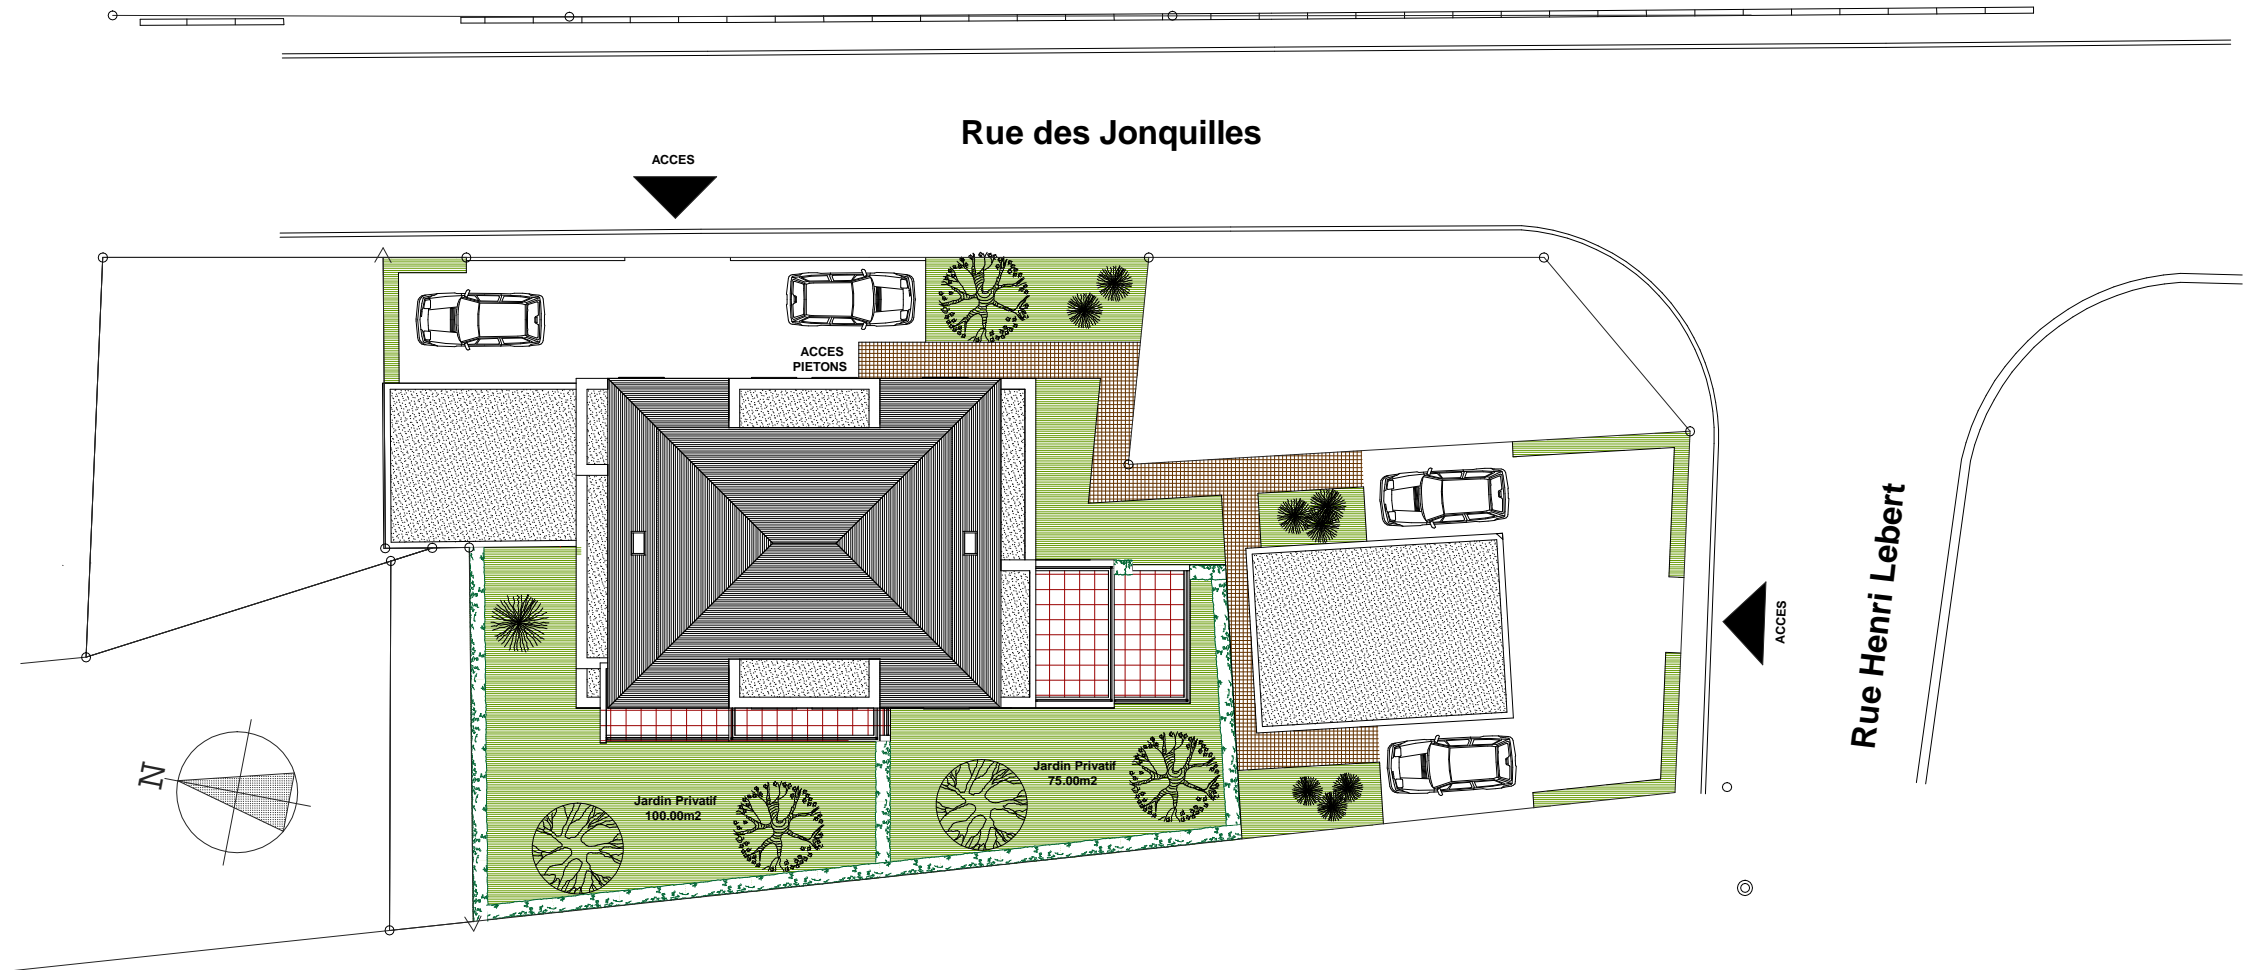 Rue des Jonquilles
ACCES
ACCES
PIETONS
Rue Henri Lebert
ACCES
Jardin Privatif
75.00m2
Jardin Privatif
100.00m2
N